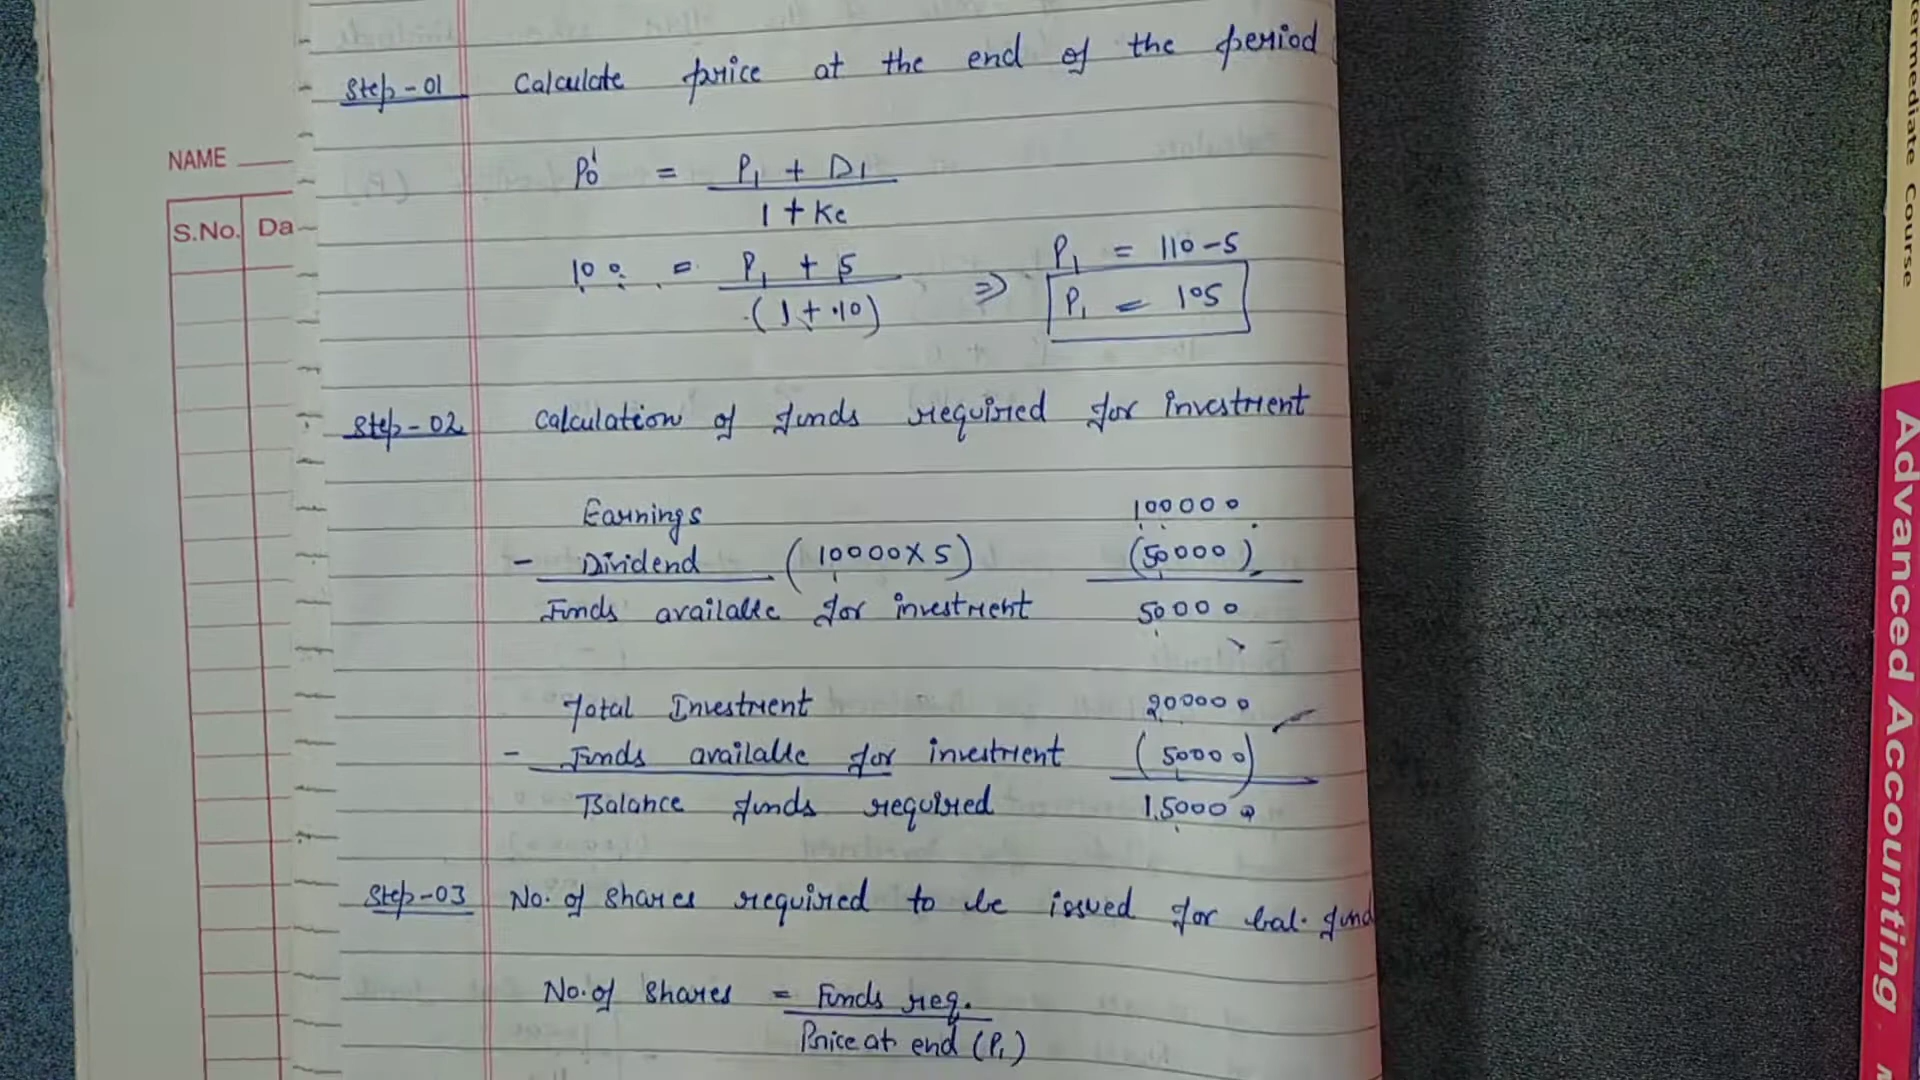 Step-01 Calculate price at the end of the period
P0' = P1 + D1
1 + Ke
NAME
S.No. Da
100 = P1 + 5 ⇒ P1 = 110-5
(1 + .10) P1 = 105
Step-02 Calculation of funds required for investment
Earnings 100000
- Dividend (10000X5) (50000)
Funds available for investment 50000
Total Investment 200000
- Funds available for investment (50000)
Balance funds required 150000
Step-03 No. of shares required to be issued for bal. fund
No. of shares = Funds req.
Price at end (P1)
termediate Course
Advanced Accounting